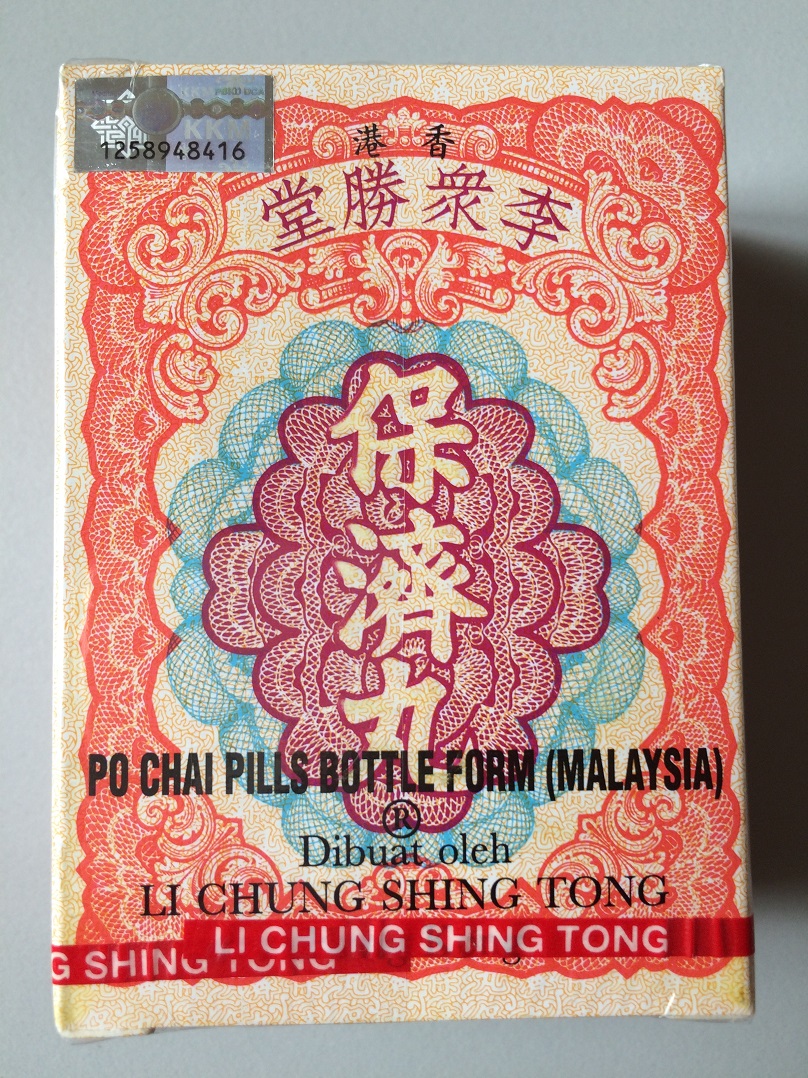 KKM
1258948416
香港
李眾勝堂
保濟丸
PO CHAI PILLS BOTTLE FORM (MALAYSIA)
®
Dibuat oleh
LI CHUNG SHING TONG
LI CHUNG SHING TONG
G SHING TONG